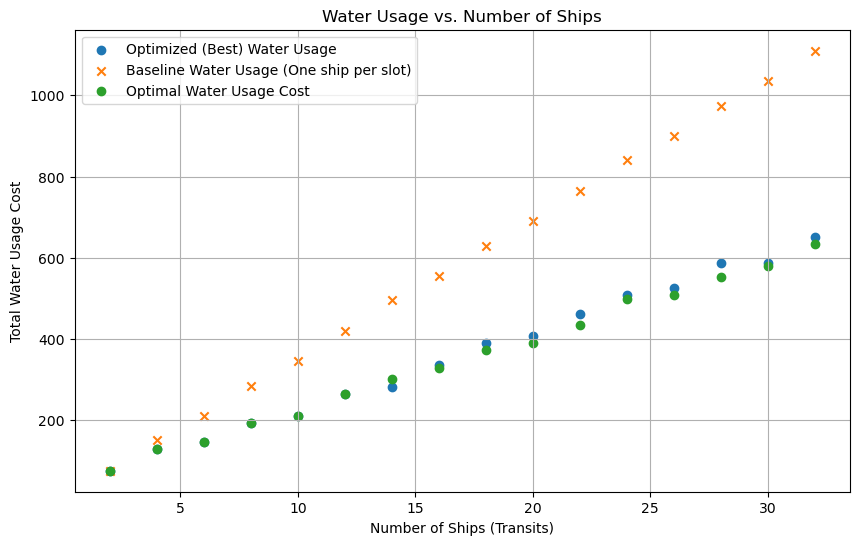 Water Usage vs. Number of Ships
Optimized (Best) Water Usage
Baseline Water Usage (One ship per slot)
Optimal Water Usage Cost
Total Water Usage Cost
1000
800
600
400
200
5
10
15
20
25
30
Number of Ships (Transits)